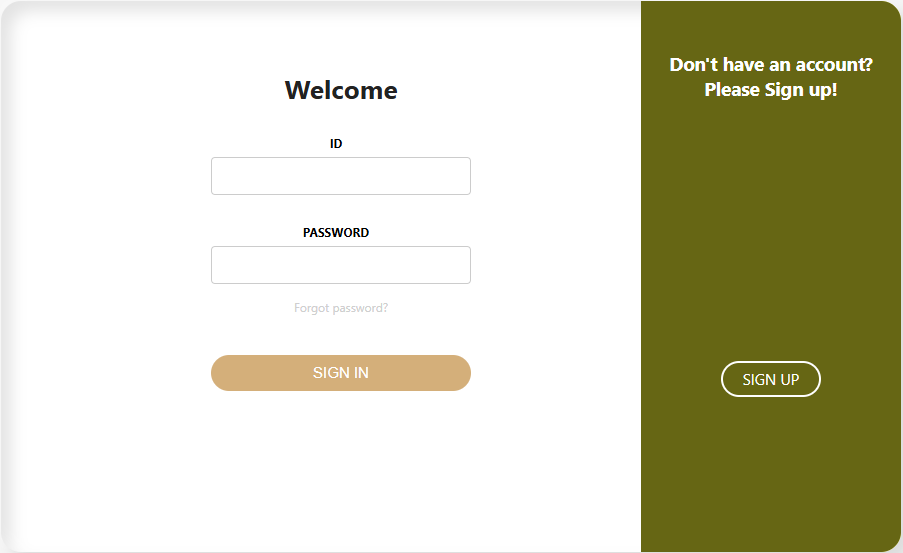 Welcome
ID
PASSWORD
Forgot password?
SIGN IN
Don't have an account?
Please Sign up!
SIGN UP